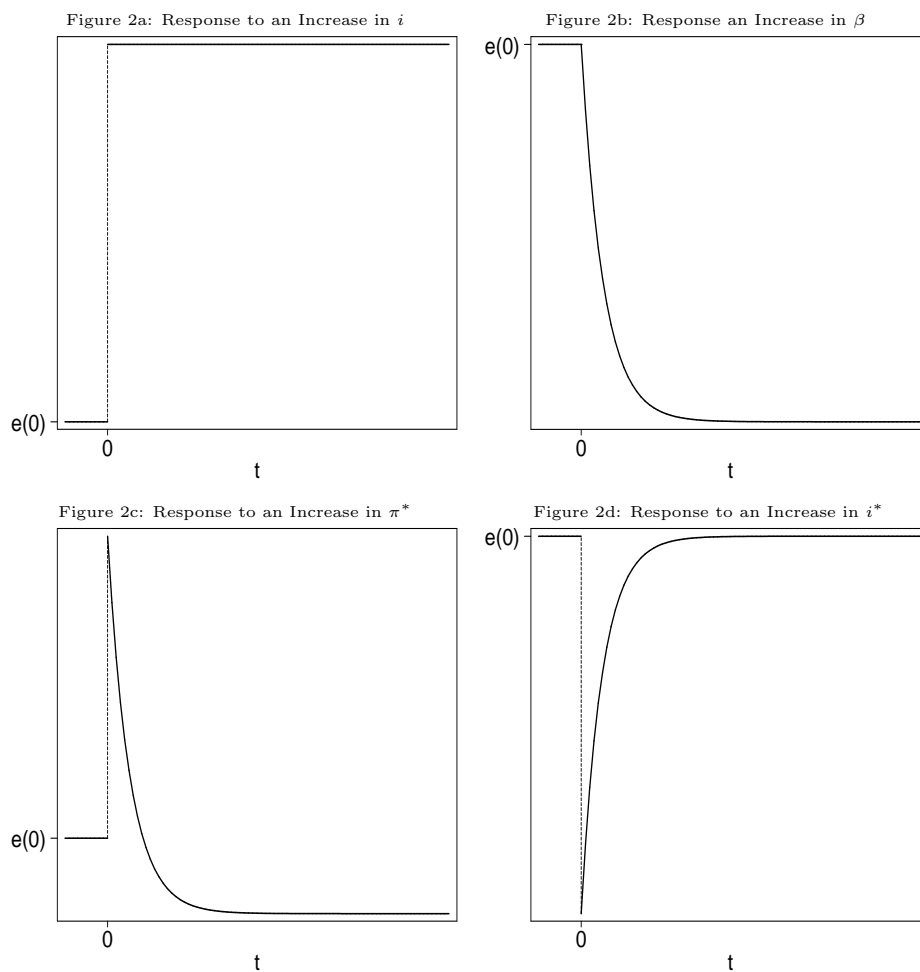 Figure 2a: Response to an Increase in i
e(0)
0
t
Figure 2b: Response an Increase in β
e(0)
0
t
Figure 2c: Response to an Increase in π*
e(0)
0
t
Figure 2d: Response to an Increase in i*
e(0)
0
t